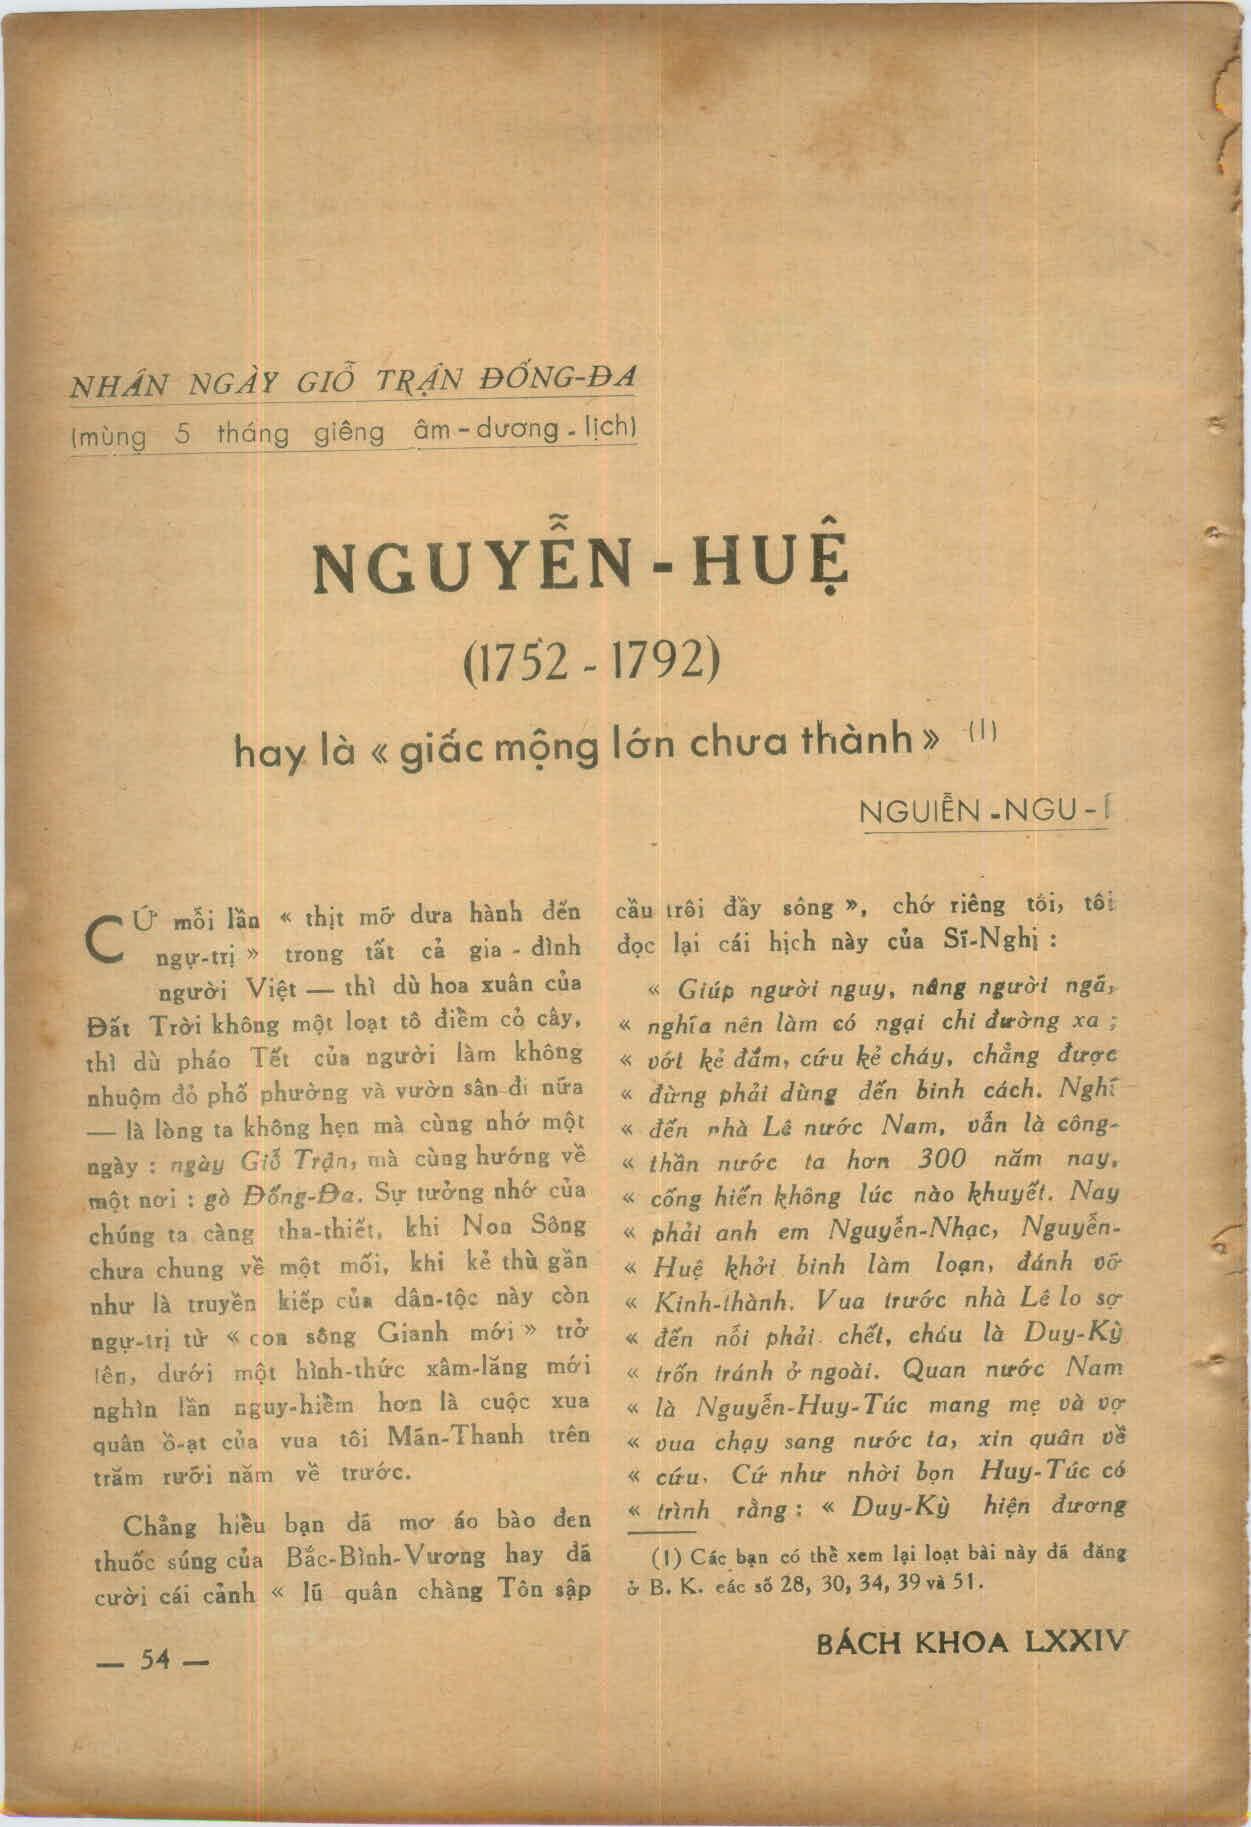 NHÂN NGÀY GIỖ TRẬN ĐỐNG-ĐA
(mùng 5 tháng giêng âm-dương-lịch)
NGUYỄN-HUỆ
(1752-1792)
hay là « giấc mộng lớn chưa thành » (1)
NGUIỄN-NGU-Í
CỨ mỗi lần « thịt mỡ dưa hành đến
ngự-trị » trong tất cả gia-đình
người Việt — thì dù hoa xuân của
Đất Trời không một loạt tô điểm cỏ cây,
thì dù pháo Tết của người làm không
nhuộm đỏ phố phường và vườn sân đi nữa
— là lòng ta không hẹn mà cùng nhớ một
ngày : ngày Giỗ Trận, mà cùng hướng về
một nơi : gò Đống-Đa. Sự tưởng nhớ của
chúng ta càng tha-thiết, khi Non Sông
chưa chung về một mối, khi kẻ thù gần
như là truyền kiếp của dân-tộc này còn
ngự-trị từ « con sông Gianh mới » trở
lên, dưới một hình-thức xâm-lăng mới
nghìn lần nguy-hiểm hơn là cuộc xua
quân ồ-ạt của vua tôi Mãn-Thanh trên
trăm rưỡi năm về trước.
Chẳng hiểu bạn đã mơ áo bào đen
thuốc súng của Bắc-Bình-Vương hay đã
cười cái cảnh « lũ quân chàng Tôn sập
cầu trôi đầy sông », chớ riêng tôi, tôi
đọc lại cái hịch này của Sĩ-Nghị :
« Giúp người nguy, nâng người ngã,
« nghĩa nên làm có ngại chi đường xa ;
« vớt kẻ đắm, cứu kẻ cháy, chẳng được
« đừng phải dùng đến binh cách. Nghĩ
« đến nhà Lê nước Nam, vẫn là công-
« thần nước ta hơn 300 năm nay,
« cống hiến không lúc nào khuyết. Nay
« phải anh em Nguyễn-Nhạc, Nguyễn-
« Huệ khởi binh làm loạn, đánh vỡ
« Kinh-thành. Vua trước nhà Lê lo sợ
« đến nỗi phải chết, cháu là Duy-Kỳ
« trốn tránh ở ngoài. Quan nước Nam
« là Nguyễn-Huy-Túc mang mẹ và vợ
« vua chạy sang nước ta, xin quân về
« cứu. Cứ như nhời bọn Huy-Túc có
« trình rằng : « Duy-Kỳ hiện đương
(1) Các bạn có thể xem lại loạt bài này đã đăng
ở B. K. các số 28, 30, 34, 39 và 51.
— 54 —
BÁCH KHOA LXXIV